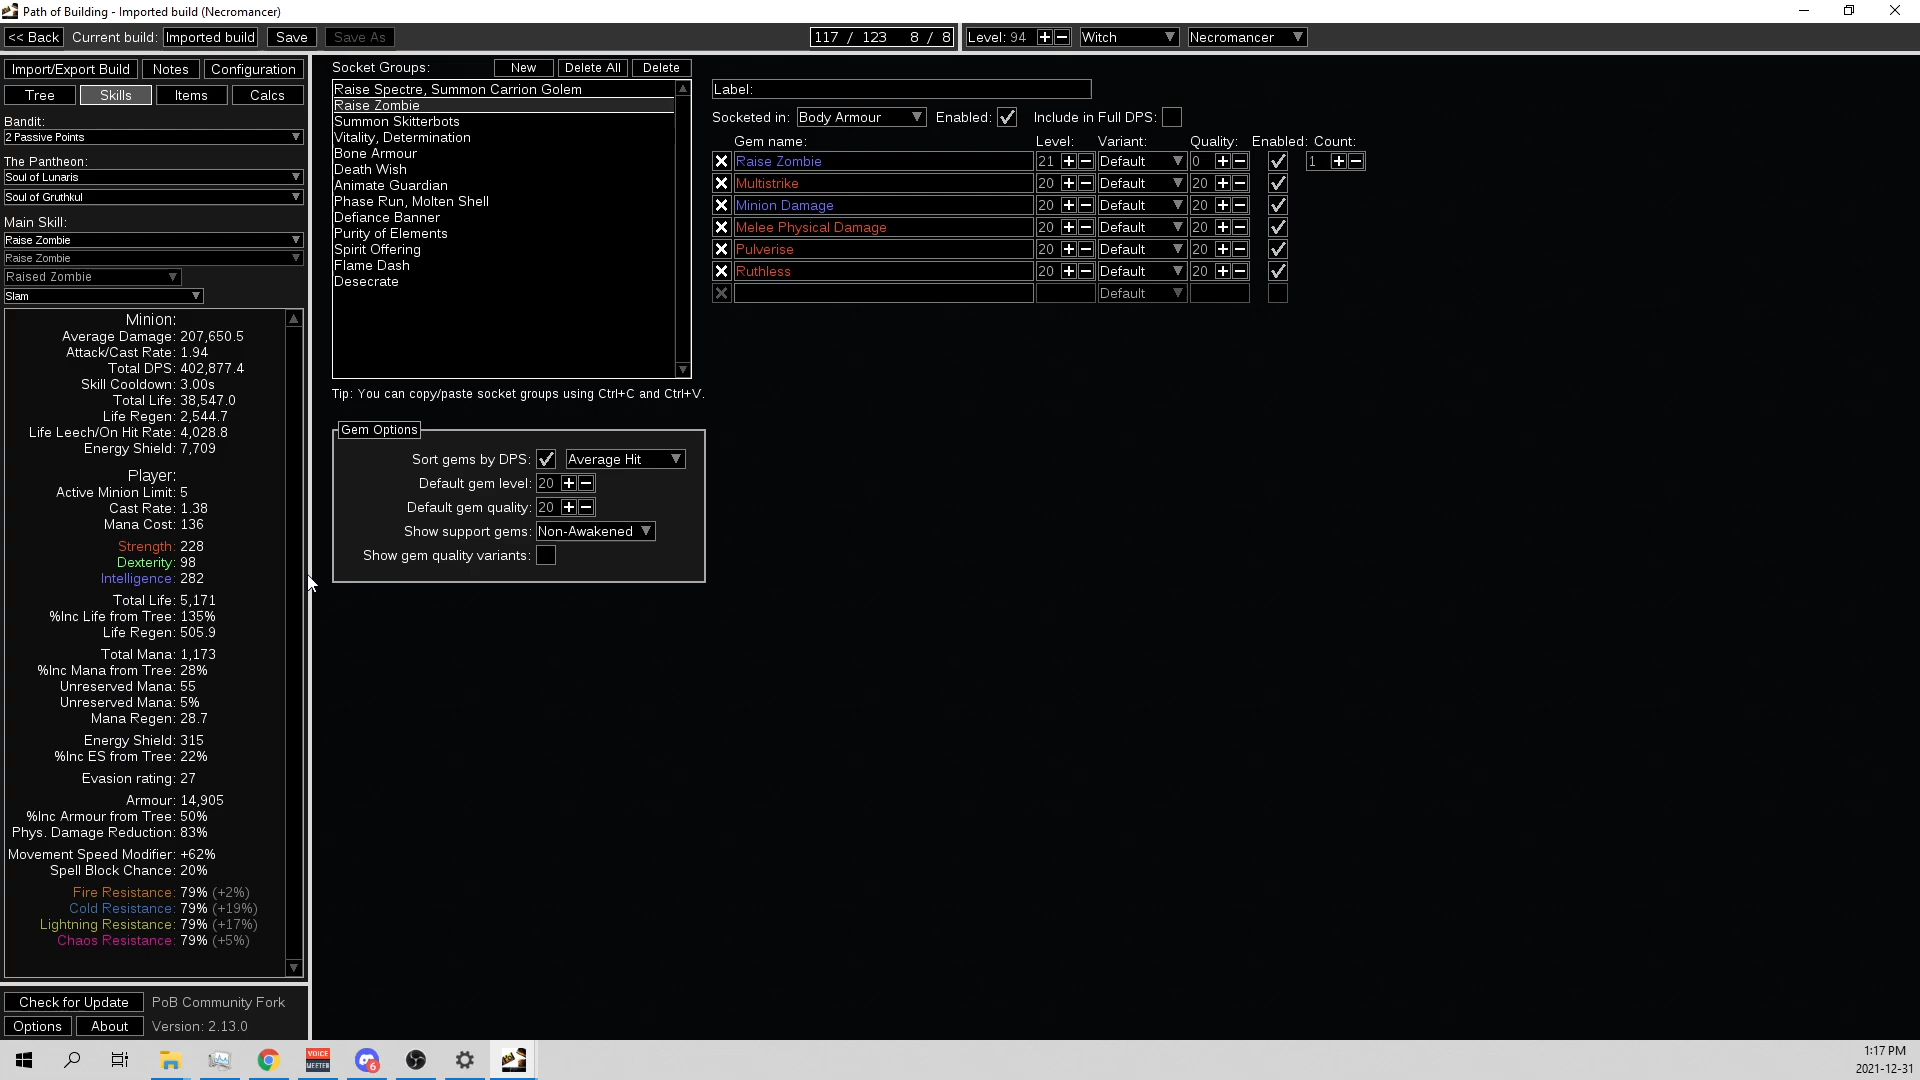 Path of Building - Imported build (Necromancer)
<< Back Current build: Imported build Save Save As 117 / 123 8 / 8 Level: 94 Witch Necromancer
Import/Export Build Notes Configuration
Tree Skills Items Calcs
Bandit:
2 Passive Points
The Pantheon:
Soul of Lunaris
Soul of Gruthkul
Main Skill:
Raise Zombie
Raise Zombie
Raised Zombie
Slam
Minion:
Average Damage: 207,650.5
Attack/Cast Rate: 1.94
Total DPS: 402,877.4
Skill Cooldown: 3.00s
Total Life: 38,547.0
Life Regen: 2,544.7
Life Leech/On Hit Rate: 4,028.8
Energy Shield: 7,709
Player:
Active Minion Limit: 5
Cast Rate: 1.38
Mana Cost: 136
Strength: 228
Dexterity: 98
Intelligence: 282
Total Life: 5,171
%Inc Life from Tree: 135%
Life Regen: 505.9
Total Mana: 1,173
%Inc Mana from Tree: 28%
Unreserved Mana: 55
Unreserved Mana: 5%
Mana Regen: 28.7
Energy Shield: 315
%Inc ES from Tree: 22%
Evasion rating: 27
Armour: 14,905
%Inc Armour from Tree: 50%
Phys. Damage Reduction: 83%
Movement Speed Modifier: +62%
Spell Block Chance: 20%
Fire Resistance: 79% (+2%)
Cold Resistance: 79% (+19%)
Lightning Resistance: 79% (+17%)
Chaos Resistance: 79% (+5%)
Check for Update PoB Community Fork
Options About Version: 2.13.0
Socket Groups: New Delete All Delete
Raise Spectre, Summon Carrion Golem
Raise Zombie
Summon Skitterbots
Vitality, Determination
Bone Armour
Death Wish
Animate Guardian
Phase Run, Molten Shell
Defiance Banner
Purity of Elements
Spirit Offering
Flame Dash
Desecrate
Tip: You can copy/paste socket groups using Ctrl+C and Ctrl+V.
Gem Options
Sort gems by DPS: Average Hit
Default gem level: 20
Default gem quality: 20
Show support gems: Non-Awakened
Show gem quality variants:
Label:
Socketed in: Body Armour Enabled: Include in Full DPS:
Gem name: Level: Variant: Quality: Enabled: Count:
Raise Zombie 21 Default 0 1
Multistrike 20 Default 20
Minion Damage 20 Default 20
Melee Physical Damage 20 Default 20
Pulverise 20 Default 20
Ruthless 20 Default 20
Default
VOICE
MEETER
6
1:17 PM
2021-12-31